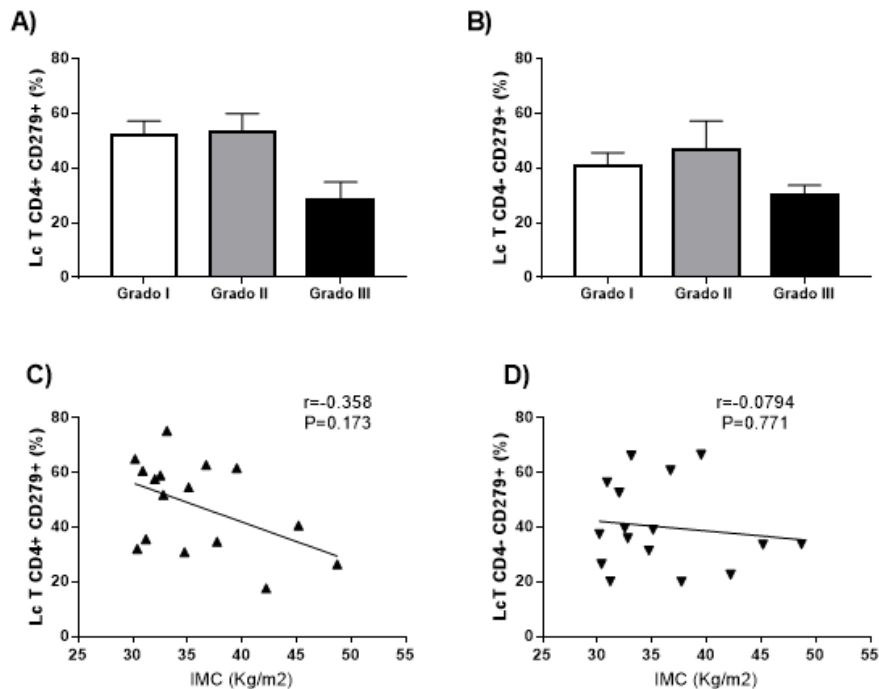 A)
Lc T CD4+ CD279+ (%)
80
60
40
20
0
Grado I Grado II Grado III
B)
Lc T CD4- CD279+ (%)
80
60
40
20
0
Grado I Grado II Grado III
C)
r=-0.358
P=0.173
Lc T CD4+ CD279+ (%)
80
60
40
20
0
25 30 35 40 45 50 55
IMC (Kg/m2)
D)
r=-0.0794
P=0.771
LcT CD4- CD279+ (%)
80
60
40
20
0
25 30 35 40 45 50 55
IMC (Kg/m2)